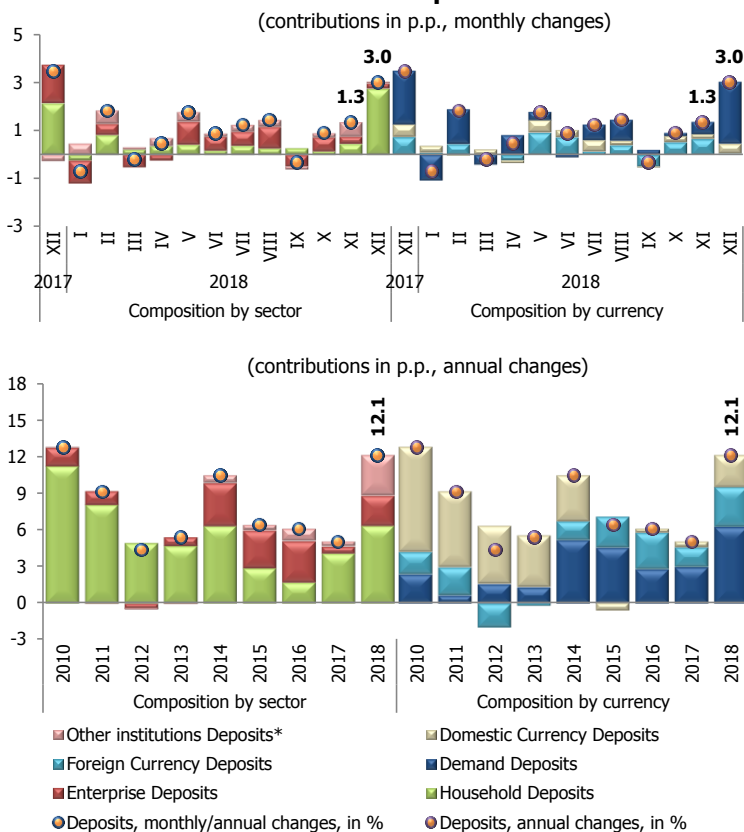 (contributions in p.p., monthly changes)
5
3
1
-1
-3
1.3
3.0
1.3
3.0
XII
I
II
III
IV
V
VI
VII
VIII
IX
X
XI
XII
XII
I
II
III
IV
V
VI
VII
VIII
IX
X
XI
XII
2017 2018 2017 2018
Composition by sector Composition by currency
(contributions in p.p., annual changes)
18
15
12
9
6
3
0
-3
12.1
12.1
2010
2011
2012
2013
2014
2015
2016
2017
2018
2010
2011
2012
2013
2014
2015
2016
2017
2018
Composition by sector Composition by currency
Other institutions Deposits* Domestic Currency Deposits
Foreign Currency Deposits Demand Deposits
Enterprise Deposits Household Deposits
Deposits, monthly/annual changes, in % Deposits, annual changes, in %